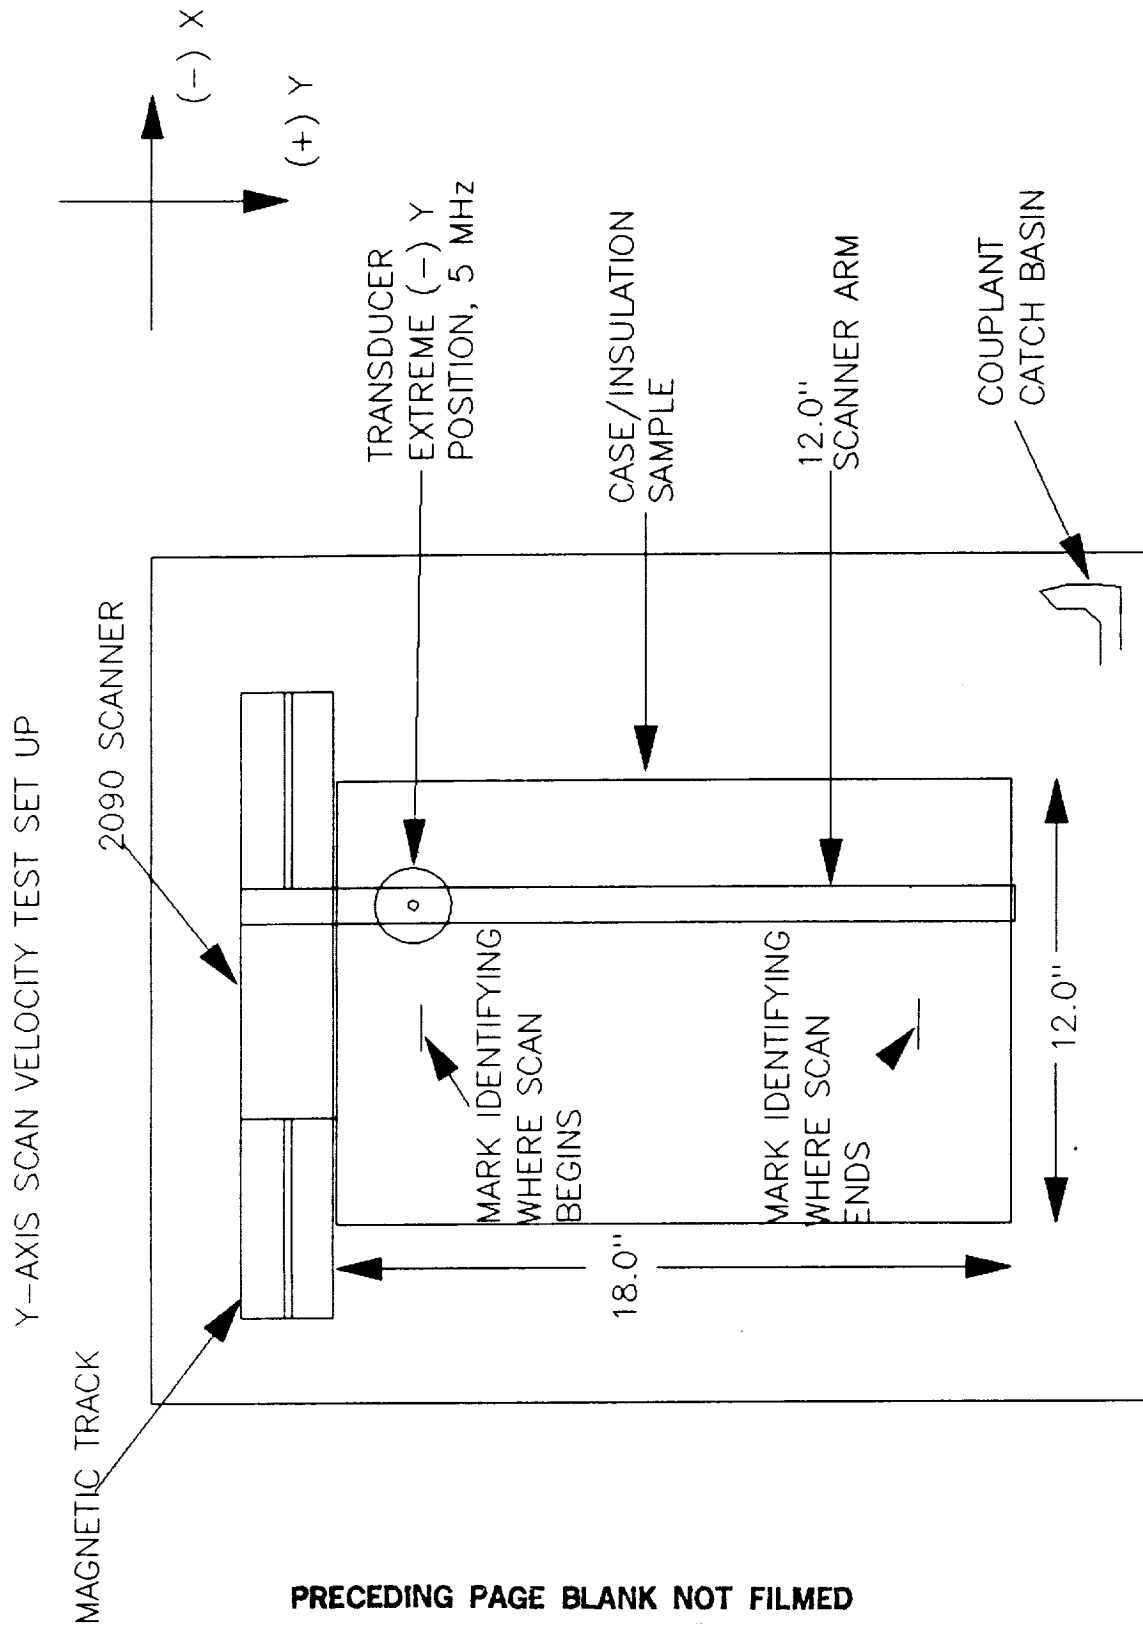 Y-AXIS SCAN VELOCITY TEST SET UP
MAGNETIC TRACK
2090 SCANNER
(-) X
(+) Y
TRANSDUCER
EXTREME (-) Y
POSITION, 5 MHz
CASE/INSULATION
SAMPLE
12.0"
SCANNER ARM
COUPLANT
CATCH BASIN
MARK IDENTIFYING
WHERE SCAN
BEGINS
MARK IDENTIFYING
WHERE SCAN
ENDS
18.0"
12.0"
PRECEDING PAGE BLANK NOT FILMED